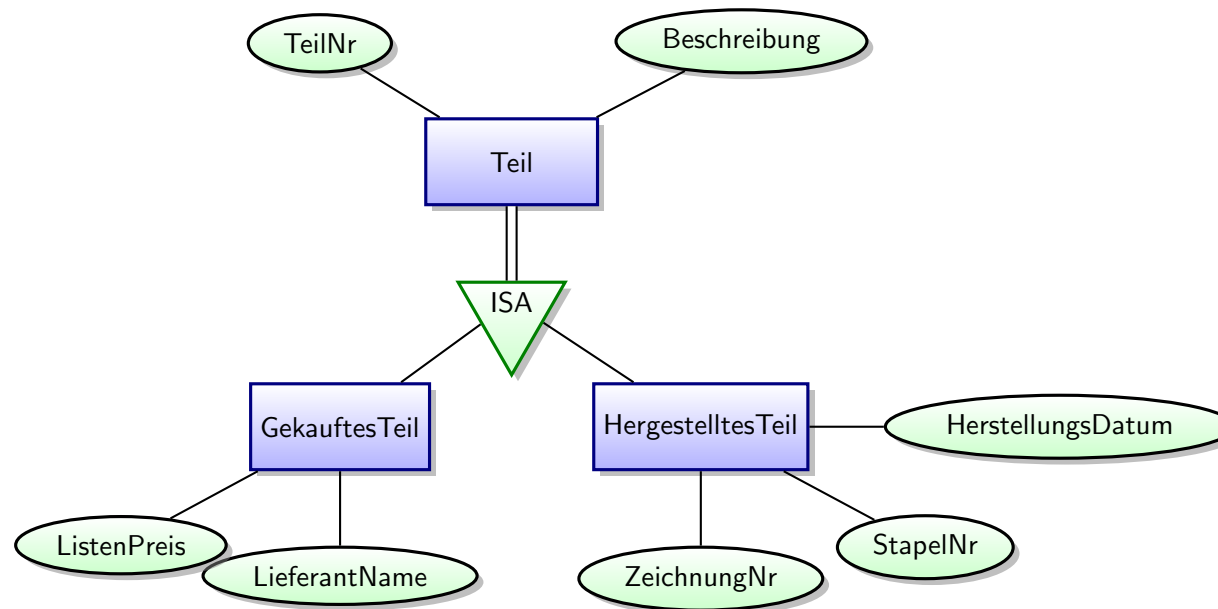 TeilNr
Beschreibung
Teil
ISA
GekauftesTeil
HergestelltesTeil
HerstellungsDatum
ListenPreis
LieferantName
ZeichnungNr
StapelNr